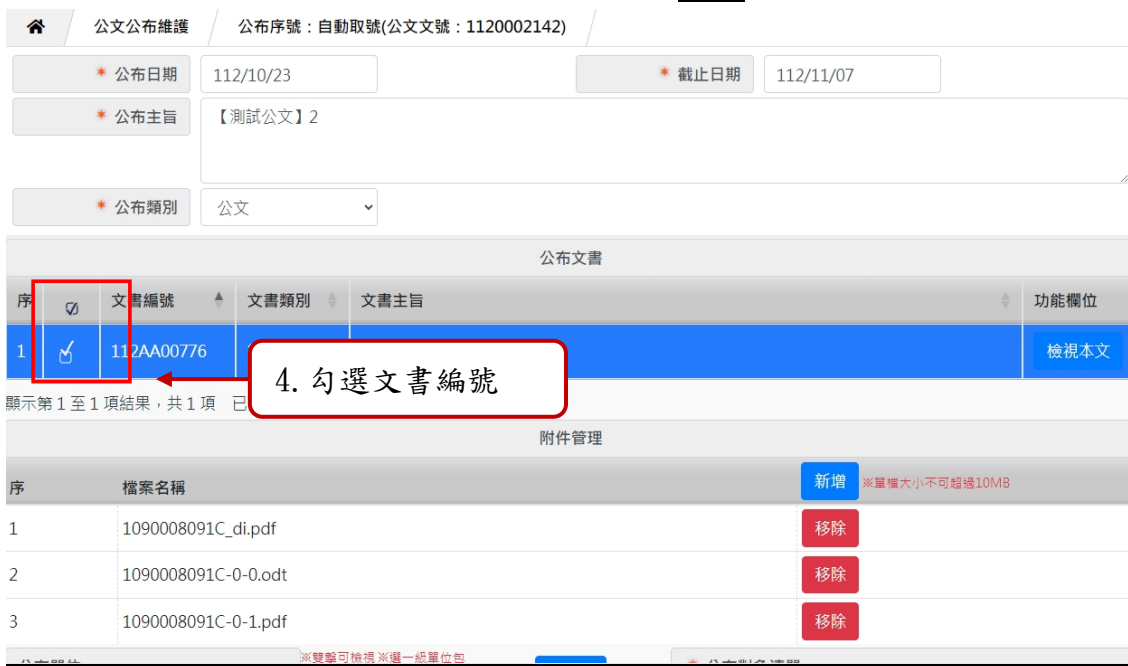 公文公布維護 公布序號：自動取號(公文文號：1120002142)
* 公布日期 112/10/23 * 截止日期 112/11/07
* 公布主旨 【測試公文】2
* 公布類別 公文
公布文書
序 文書編號 文書類別 文書主旨 功能欄位
1 112AA00776 檢視本文
4. 勾選文書編號
顯示第 1 至 1 項結果，共 1 項 已
附件管理
序 檔案名稱 新增 ※單檔大小不可超過10MB
1 1090008091C_di.pdf 移除
2 1090008091C-0-0.odt 移除
3 1090008091C-0-1.pdf 移除
※雙擊可檢視 ※選一級單位包